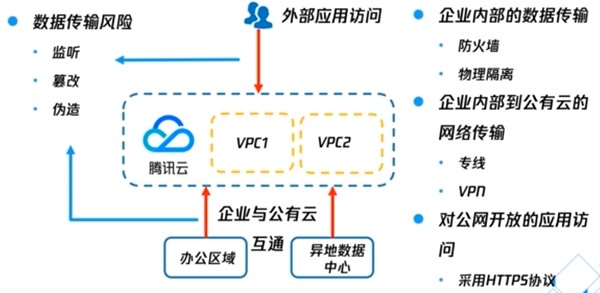 数据传输风险
监听
篡改
伪造
外部应用访问
腾讯云
VPC1
VPC2
企业与公有云
互通
办公区域
异地数据
中心
企业内部的数据传输
防火墙
物理隔离
企业内部到公有云的
网络传输
专线
VPN
对公网开放的应用访
问
采用HTTPS协议